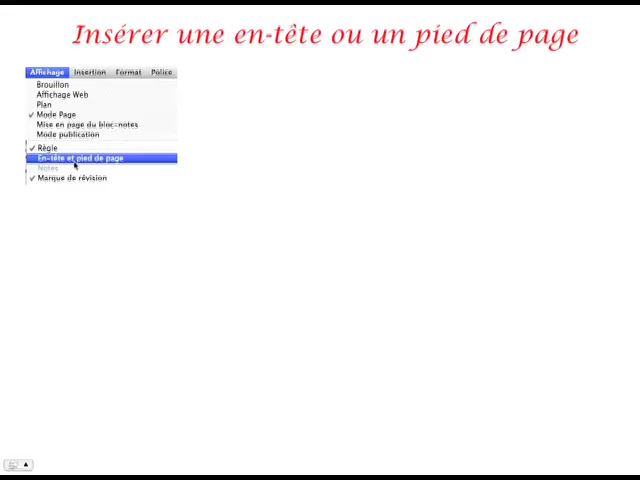 Insérer une en-tête ou un pied de page
Affichage Insertion Format Police
Brouillon
Affichage Web
Plan
✓ Mode Page
Mise en page du bloc-notes
Mode publication
✓ Règle
En-tête et pied de page
Notes
✓ Marque de révision